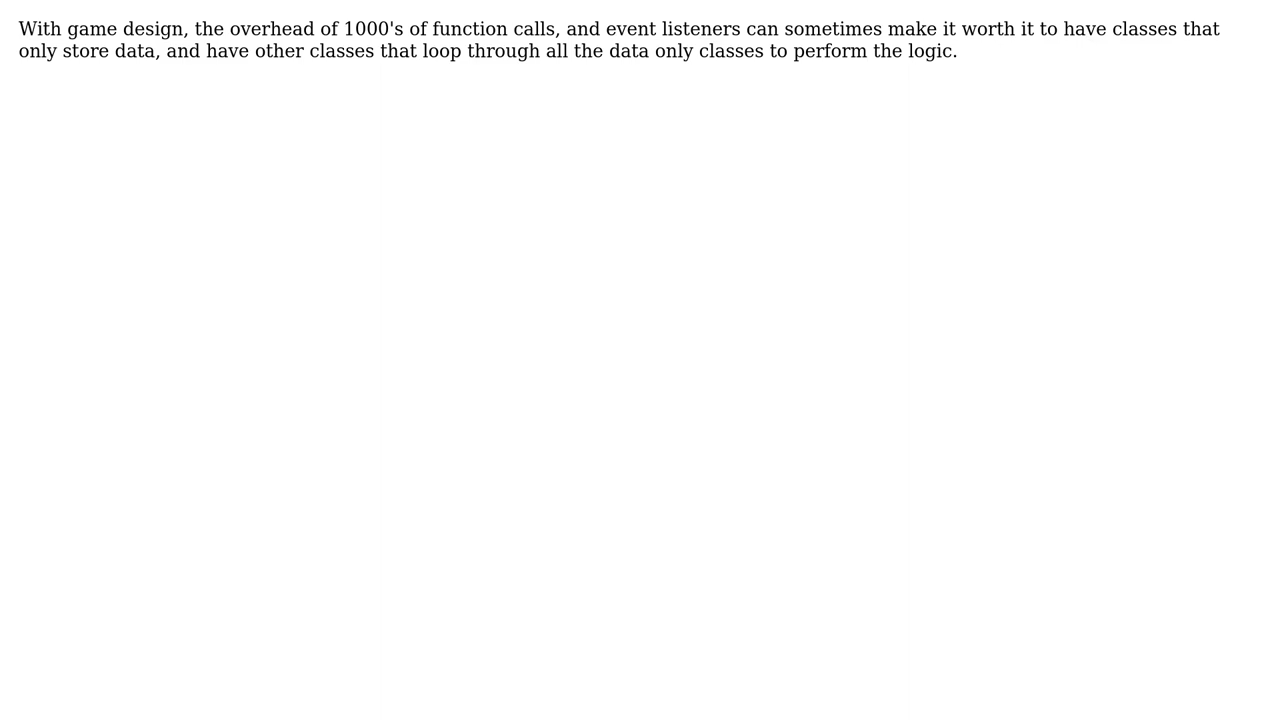 With game design, the overhead of 1000's of function calls, and event listeners can sometimes make it worth it to have classes that
only store data, and have other classes that loop through all the data only classes to perform the logic.